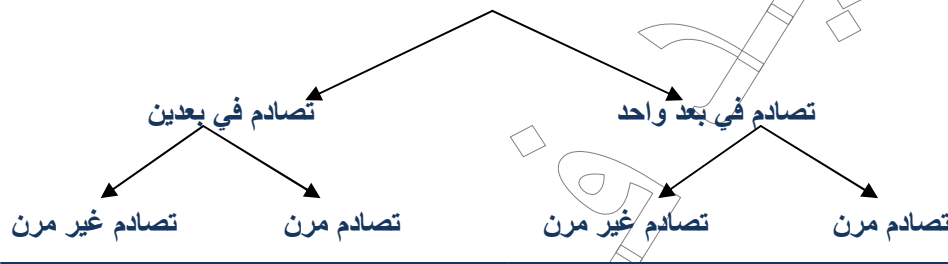 تصادم في بعد واحد تصادم في بعدين
تصادم مرن تصادم غير مرن تصادم مرن تصادم غير مرن